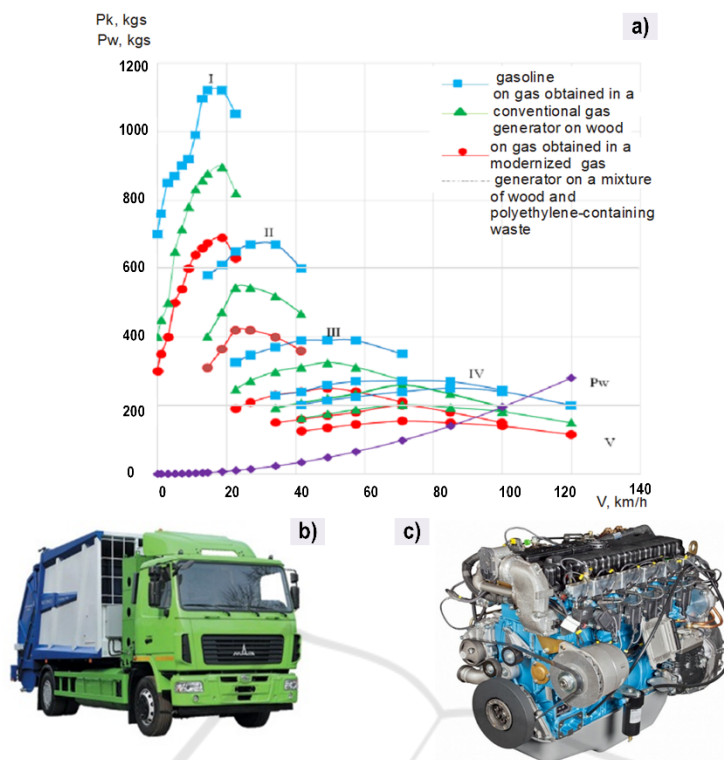 Pk, kgs
Pw, kgs
a)
1200
1000
800
600
400
200
0
I
II
III
IV
V
Pw
gasoline
on gas obtained in a
conventional gas
generator on wood
on gas obtained in a
modernized gas
generator on a mixture
of wood and
polyethylene-containing
waste
0
20
40
60
80
100
120
140
V, km/h
b)
c)